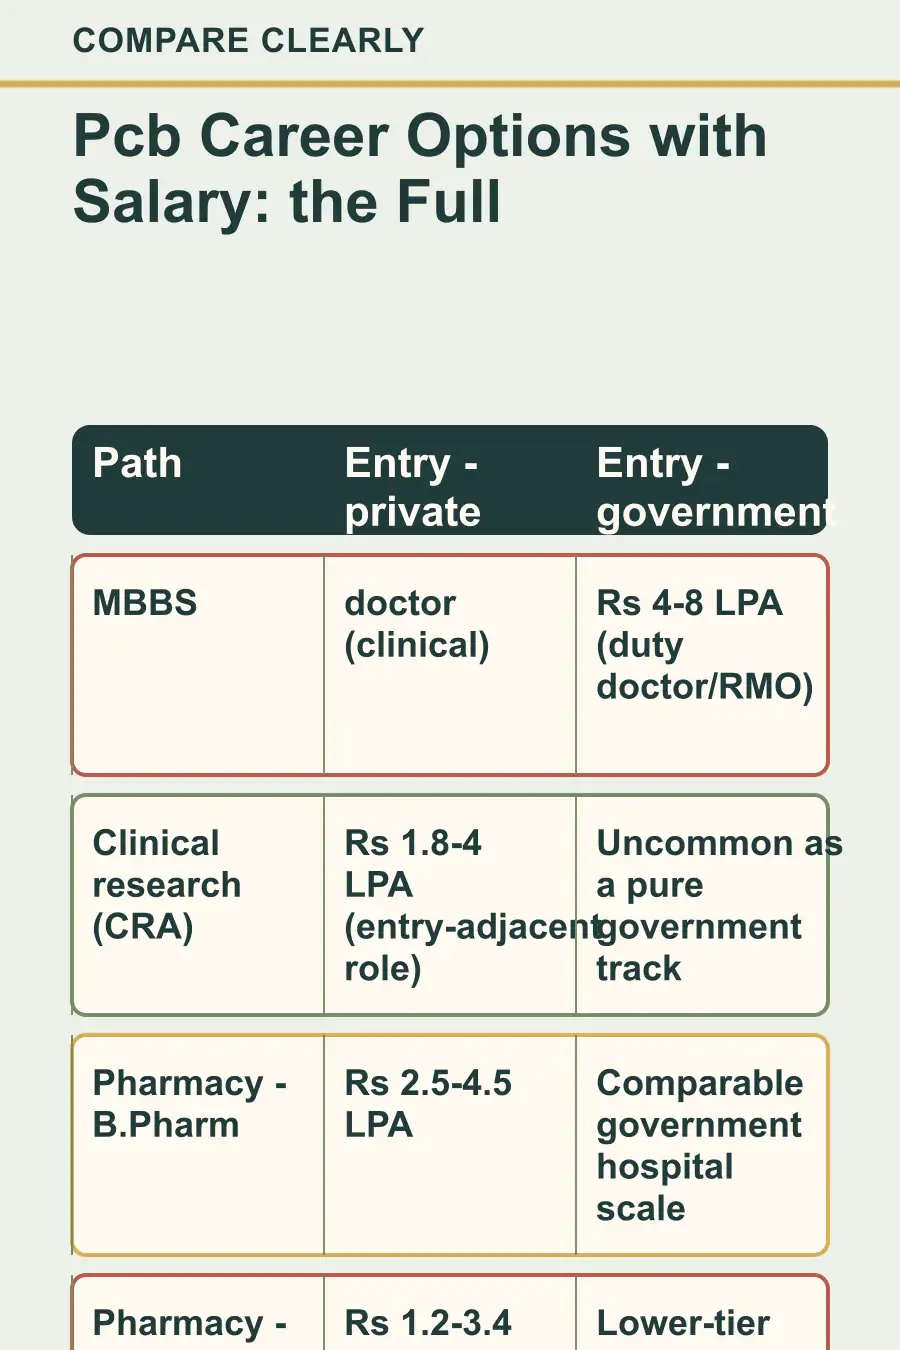 COMPARE CLEARLY
Pcb Career Options with
Salary: the Full
Path
Entry -
private
Entry -
government
MBBS
doctor
(clinical)
Rs 4-8 LPA
(duty
doctor/RMO)
Clinical
research
(CRA)
Rs 1.8-4
LPA
(entry-adjacent
role)
Uncommon as
a pure
government
track
Pharmacy -
B.Pharm
Rs 2.5-4.5
LPA
Comparable
government
hospital
scale
Pharmacy -
Rs 1.2-3.4
Lower-tier